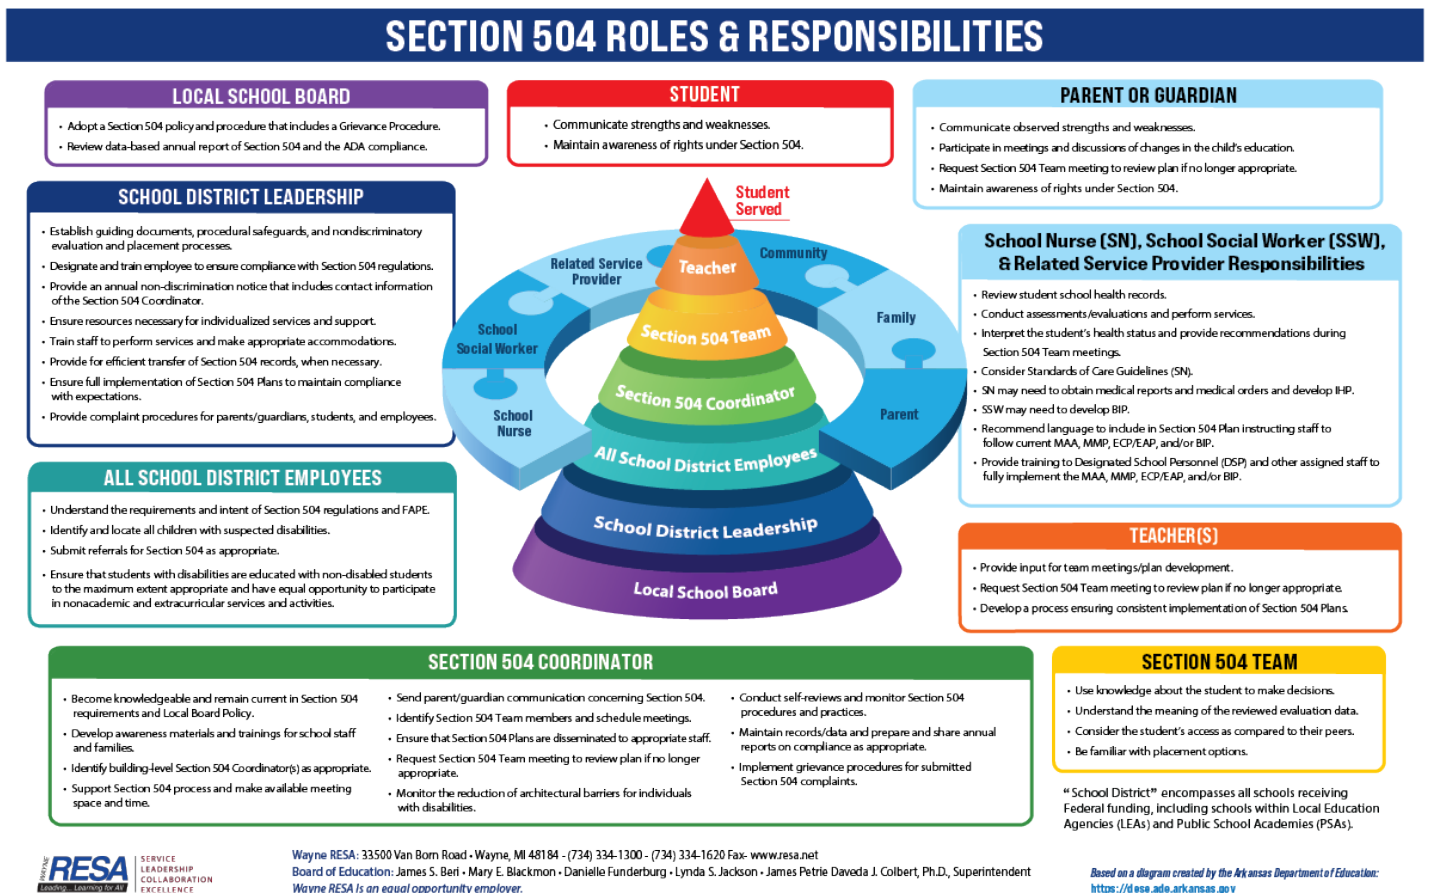 SECTION 504 ROLES & RESPONSIBILITIES
LOCAL SCHOOL BOARD
• Adopt a Section 504 policy and procedure that includes a Grievance Procedure.
• Review data-based annual report of Section 504 and the ADA compliance.
STUDENT
• Communicate strengths and weaknesses.
• Maintain awareness of rights under Section 504.
PARENT OR GUARDIAN
• Communicate observed strengths and weaknesses.
• Participate in meetings and discussions of changes in the child's education.
• Request Section 504 Team meeting to review plan if no longer appropriate.
• Maintain awareness of rights under Section 504.
SCHOOL DISTRICT LEADERSHIP
• Establish guiding documents, procedural safeguards, and nondiscriminatory
evaluation and placement processes.
• Designate and train employee to ensure compliance with Section 504 regulations.
• Provide an annual non-discrimination notice that includes contact information
of the Section 504 Coordinator.
• Ensure resources necessary for individualized services and support.
• Train staff to perform services and make appropriate accommodations.
• Provide for efficient transfer of Section 504 records, when necessary.
• Ensure full implementation of Section 504 Plans to maintain compliance
with expectations.
• Provide complaint procedures for parents/guardians, students, and employees.
Student
Served
Teacher
Section 504 Team
Section 504 Coordinator
All School District Employees
School District Leadership
Local School Board
Related Service
Provider
School
Social Worker
School
Nurse
Community
Family
Parent
School Nurse (SN), School Social Worker (SSW),
& Related Service Provider Responsibilities
• Review student school health records.
• Conduct assessments/evaluations and perform services.
• Interpret the student's health status and provide recommendations during
Section 504 Team meetings.
• Consider Standards of Care Guidelines (SN).
• SN may need to obtain medical reports and medical orders and develop IHP.
• SSW may need to develop BIP.
• Recommend language to include in Section 504 Plan instructing staff to
follow current MAA, MMP, ECP/EAP, and/or BIP.
• Provide training to Designated School Personnel (DSP) and other assigned staff to
fully implement the MAA, MMP, ECP/EAP, and/or BIP.
ALL SCHOOL DISTRICT EMPLOYEES
• Understand the requirements and intent of Section 504 regulations and FAPE.
• Identify and locate all children with suspected disabilities.
• Submit referrals for Section 504 as appropriate.
• Ensure that students with disabilities are educated with non-disabled students
to the maximum extent appropriate and have equal opportunity to participate
in nonacademic and extracurricular services and activities.
TEACHER(S)
• Provide input for team meetings/plan development.
• Request Section 504 Team meeting to review plan if no longer appropriate.
• Develop a process ensuring consistent implementation of Section 504 Plans.
SECTION 504 COORDINATOR
• Become knowledgeable and remain current in Section 504
requirements and Local Board Policy.
• Develop awareness materials and trainings for school staff
and families.
• Identify building-level Section 504 Coordinator(s) as appropriate.
• Support Section 504 process and make available meeting
space and time.
• Send parent/guardian communication concerning Section 504.
• Identify Section 504 Team members and schedule meetings.
• Ensure that Section 504 Plans are disseminated to appropriate staff.
• Request Section 504 Team meeting to review plan if no longer
appropriate.
• Monitor the reduction of architectural barriers for individuals
with disabilities.
• Conduct self-reviews and monitor Section 504
procedures and practices.
• Maintain records/data and prepare and share annual
reports on compliance as appropriate.
• Implement grievance procedures for submitted
Section 504 complaints.
SECTION 504 TEAM
• Use knowledge about the student to make decisions.
• Understand the meaning of the reviewed evaluation data.
• Consider the student's access as compared to their peers.
• Be familiar with placement options.
"School District" encompasses all schools receiving
Federal funding, including schools within Local Education
Agencies (LEAs) and Public School Academies (PSAs).
WAYNE
RESA
Leading... Learning for All
SERVICE
LEADERSHIP
COLLABORATION
EXCELLENCE
Wayne RESA: 33500 Van Born Road • Wayne, MI 48184 - (734) 334-1300 - (734) 334-1620 Fax- www.resa.net
Board of Education: James S. Beri • Mary E. Blackmon • Danielle Funderburg • Lynda S. Jackson • James Petrie Daveda J. Colbert, Ph.D., Superintendent
Wayne RESA is an equal opportunity employer.
Based on a diagram created by the Arkansas Department of Education:
https://dese.ade.arkansas.gov